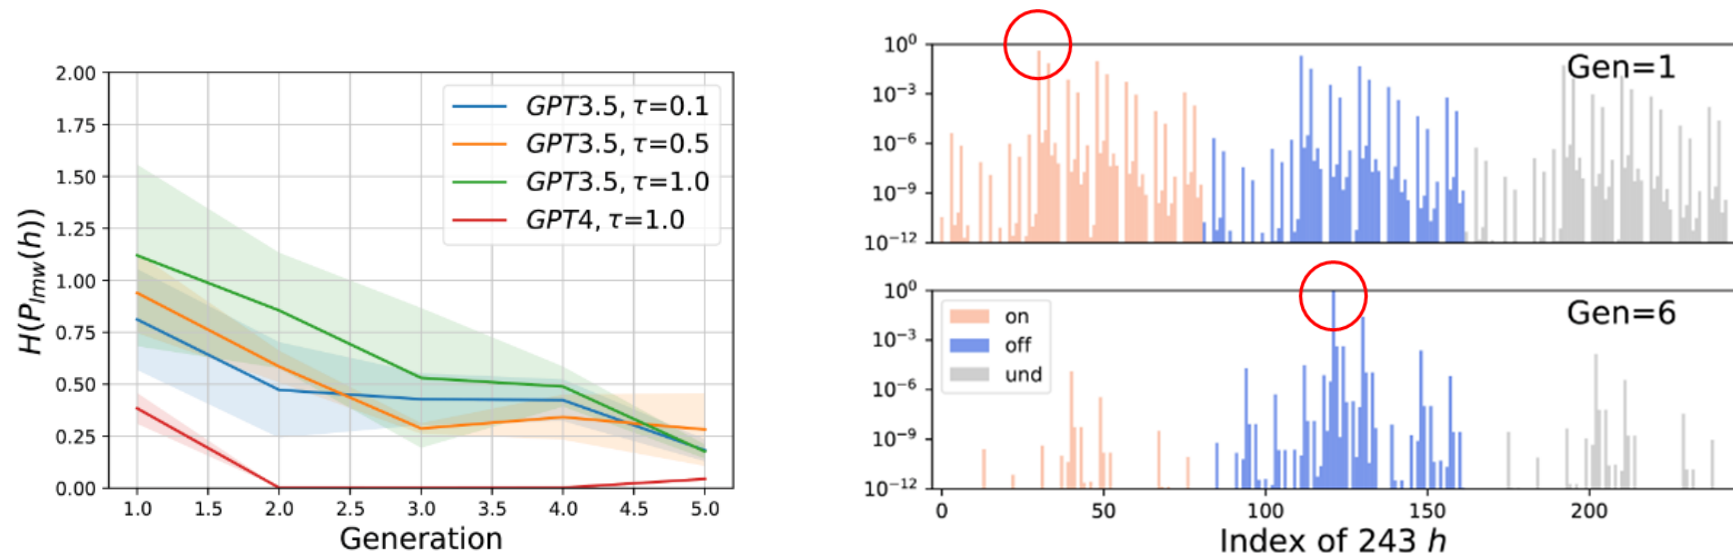 2.00
1.75
1.50
1.25
1.00
0.75
0.50
0.25
0.00
H(P_lmw(h))
GPT3.5, τ=0.1
GPT3.5, τ=0.5
GPT3.5, τ=1.0
GPT4, τ=1.0
1.0 1.5 2.0 2.5 3.0 3.5 4.0 4.5 5.0
Generation
Gen=1
10^0
10^-3
10^-6
10^-9
10^-12
Gen=6
10^0
10^-3
10^-6
10^-9
10^-12
on
off
und
0 50 100 150 200
Index of 243 h